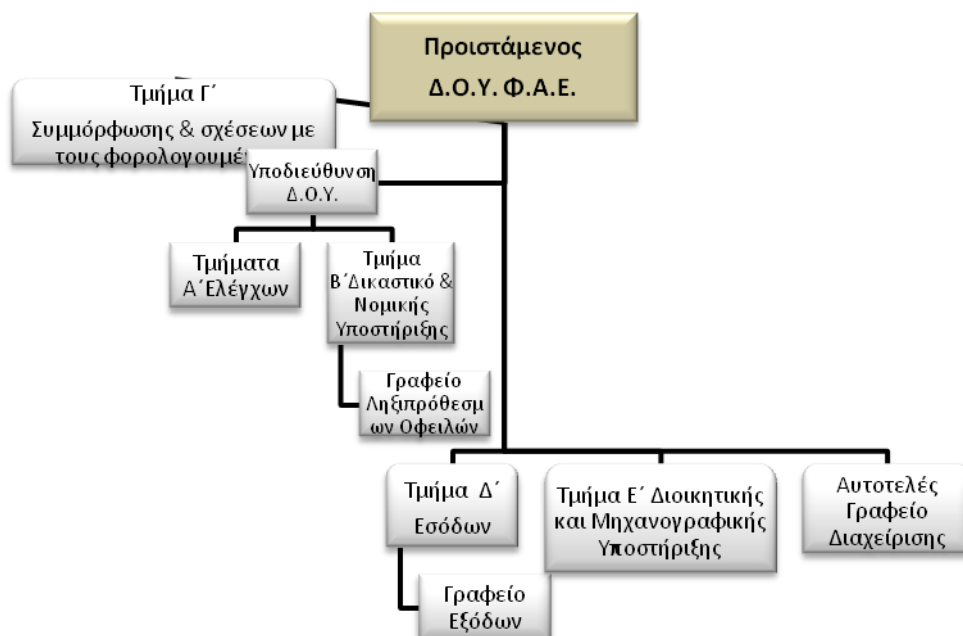 Προιστάμενος
Δ.Ο.Υ. Φ.Α.Ε.
Τμήμα Γ΄
Συμμόρφωσης & σχέσεων με
τους
Υποδιεύθυνση
Δ.Ο.Υ.
Τμήματα
Α΄Ελέγχων
Τμήμα
Β΄Δικαστικό &
Νομικής
Υποστήριξης
Γραφείο
Ληξιπρόθεσμ
ων Οφειλών
Τμήμα Δ΄
Εσόδων
Γραφείο
Εξόδων
Τμήμα Ε΄ Διοικητικής
και Μηχανογραφικής
Υποστήριξης
Αυτοτελές
Γραφείο
Διαχείρισης